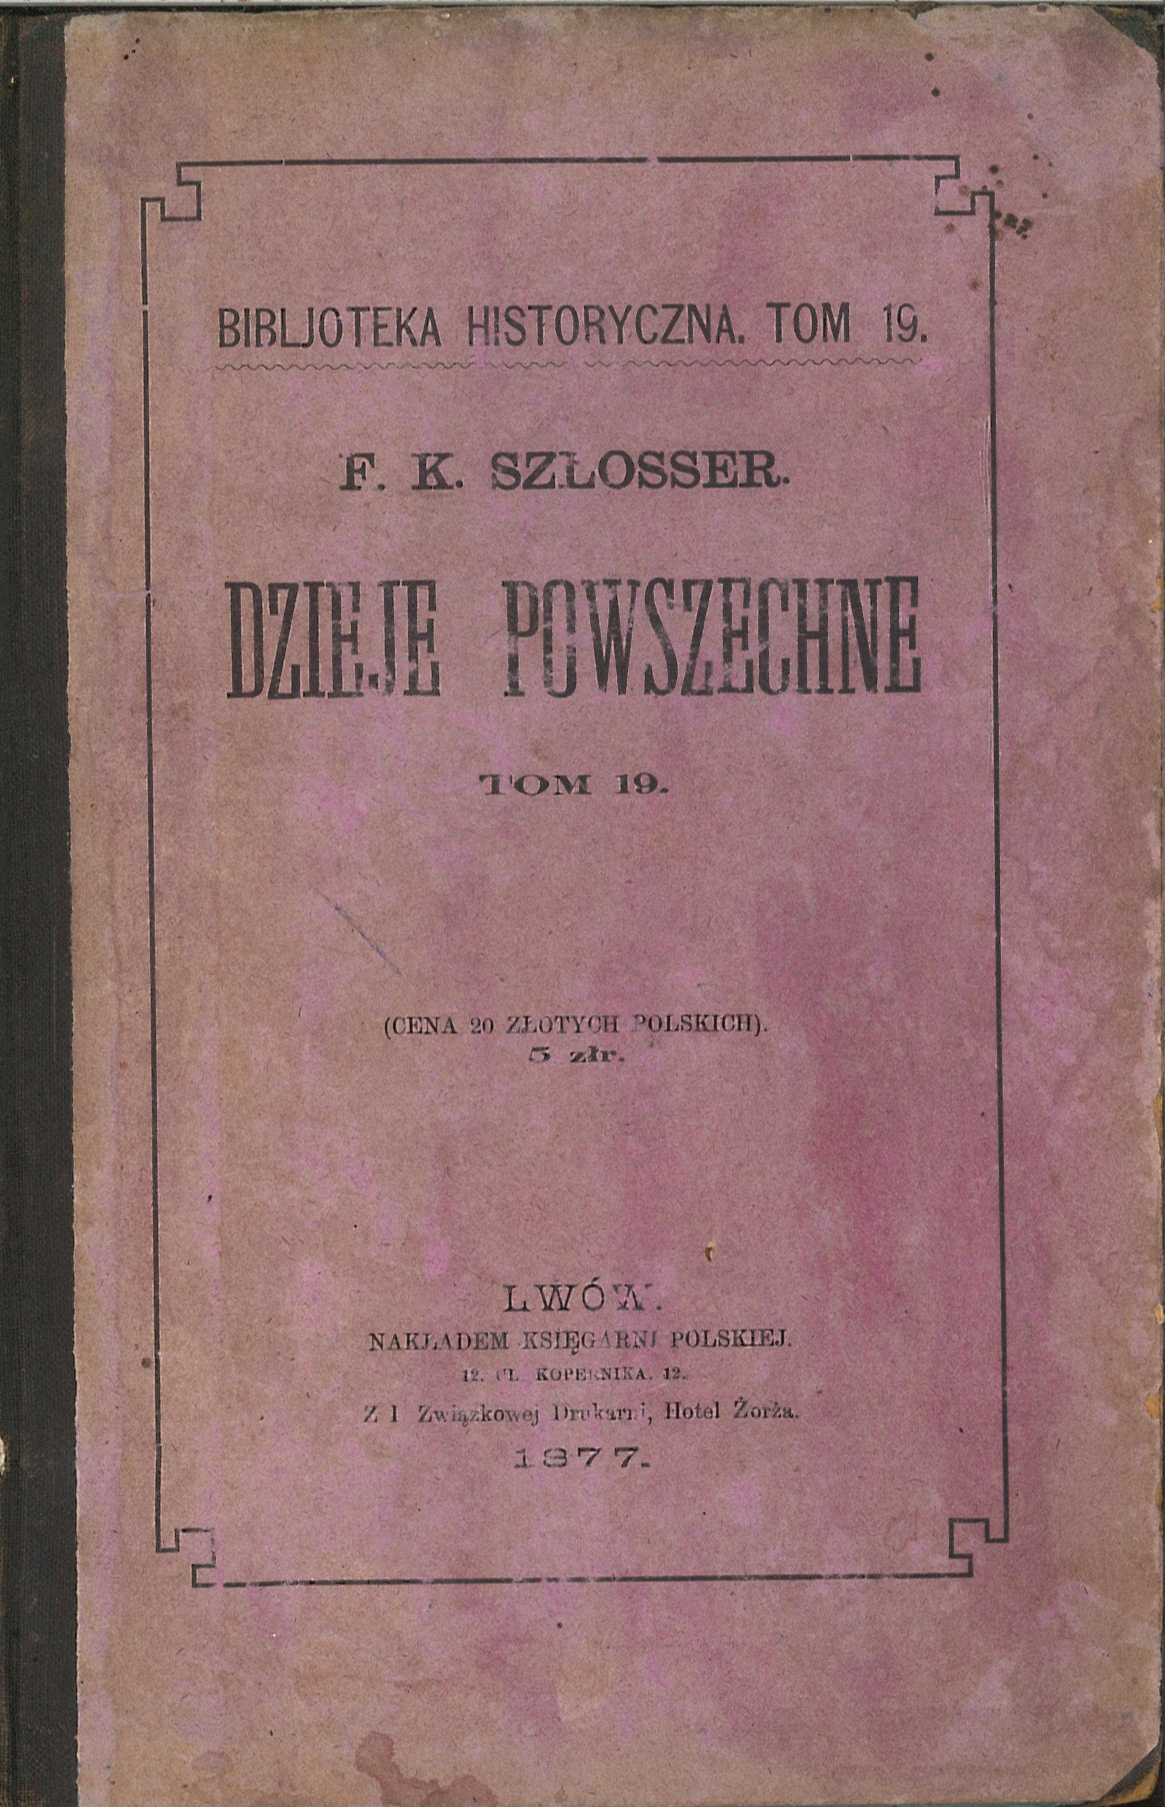 BIBLJOTEKA HISTORYCZNA. TOM 19.
F. K. SZLOSSER.
DZIEJE POWSZECHNE
TOM 19.
(CENA 20 ZŁOTYCH POLSKICH).
5 złr.
LWÓW.
NAKŁADEM KSIĘGARNI POLSKIEJ.
12. UL. KOPERNIKA. 12.
Z I Związkowej Drukarni, Hotel Żorża.
1877.